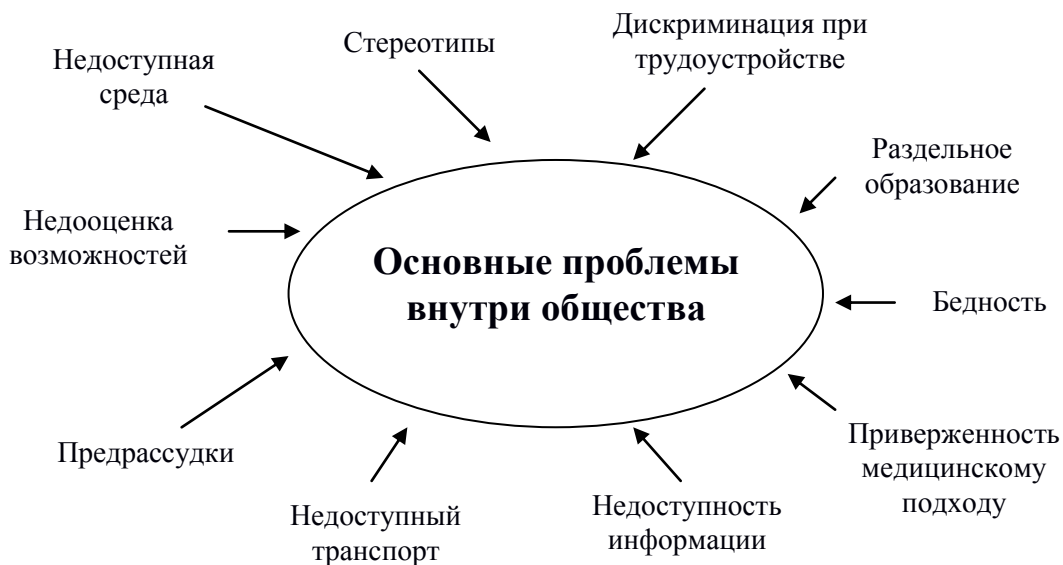 Недоступная
среда
Стереотипы
Дискриминация при
трудоустройстве
Раздельное
образование
Недооценка
возможностей
Основные проблемы
внутри общества
Бедность
Предрассудки
Приверженность
медицинскому
подходу
Недоступный
транспорт
Недоступность
информации